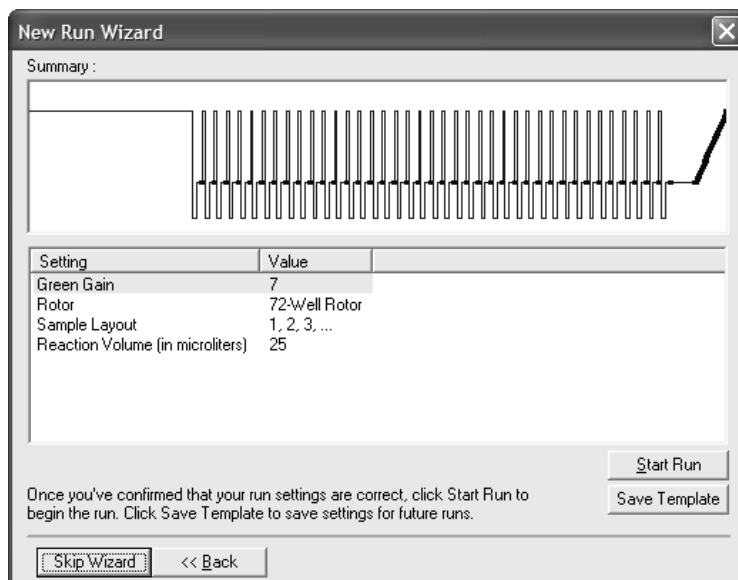 New Run Wizard
Summary :
Setting Value
Green Gain 7
Rotor 72-Well Rotor
Sample Layout 1, 2, 3, ...
Reaction Volume (in microliters) 25
Start Run
Once you've confirmed that your run settings are correct, click Start Run to
begin the run. Click Save Template to save settings for future runs.
Save Template
Skip Wizard << Back